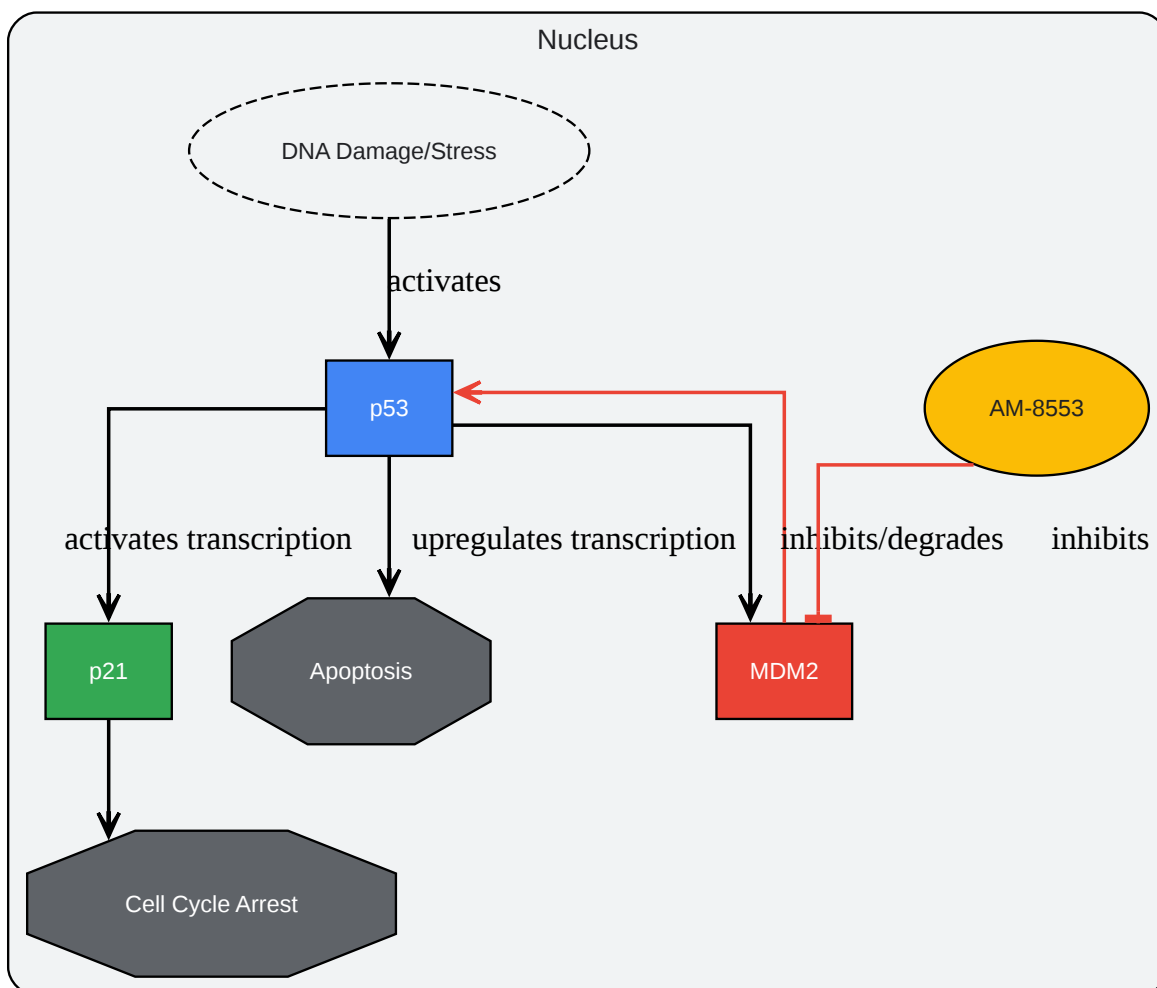 Nucleus
DNA Damage/Stress
activates
p53
AM-8553
activates transcription
upregulates transcription
inhibits/degrades
inhibits
p21
Apoptosis
MDM2
Cell Cycle Arrest